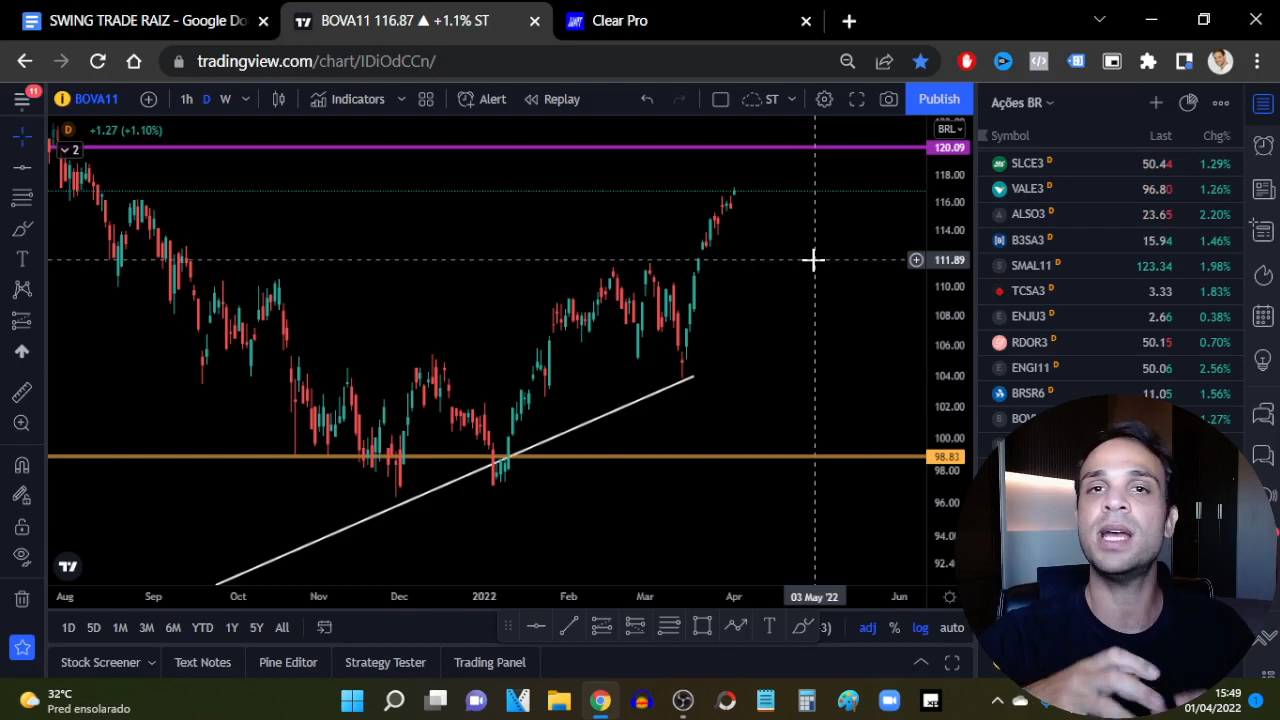 SWING TRADE RAIZ - Google Do
BOVA11 116.87 ▲ +1.1% ST
Clear Pro
tradingview.com/chart/IDiOdCCn/
11
BOVA11
1h
D
W
Indicators
Alert
Replay
ST
Publish
Ações BR
D
+1.27 (+1.10%)
2
BRL
120.09
118.00
116.00
114.00
111.89
110.00
108.00
106.00
104.00
102.00
100.00
98.83
98.00
96.00
94.0
92.4
Symbol
Last
Chg%
SLCE3 D 50.44 1.29%
VALE3 D 96.80 1.26%
ALSO3 D 23.65 2.20%
B3SA3 D 15.94 1.46%
SMAL11 D 123.34 1.98%
TCSA3 D 3.33 1.83%
ENJU3 D 2.66 0.38%
RDOR3 D 50.15 0.70%
ENGI11 D 50.06 2.56%
BRSR6 D 11.05 1.56%
BOV 1.27%
Aug
Sep
Oct
Nov
Dec
2022
Feb
Mar
Apr
03 May '22
Jun
1D
5D
1M
3M
6M
YTD
1Y
5Y
All
3)
adj
%
log
auto
Stock Screener
Text Notes
Pine Editor
Strategy Tester
Trading Panel
32°C
Pred ensolarado
xp
15:49
01/04/2022
1